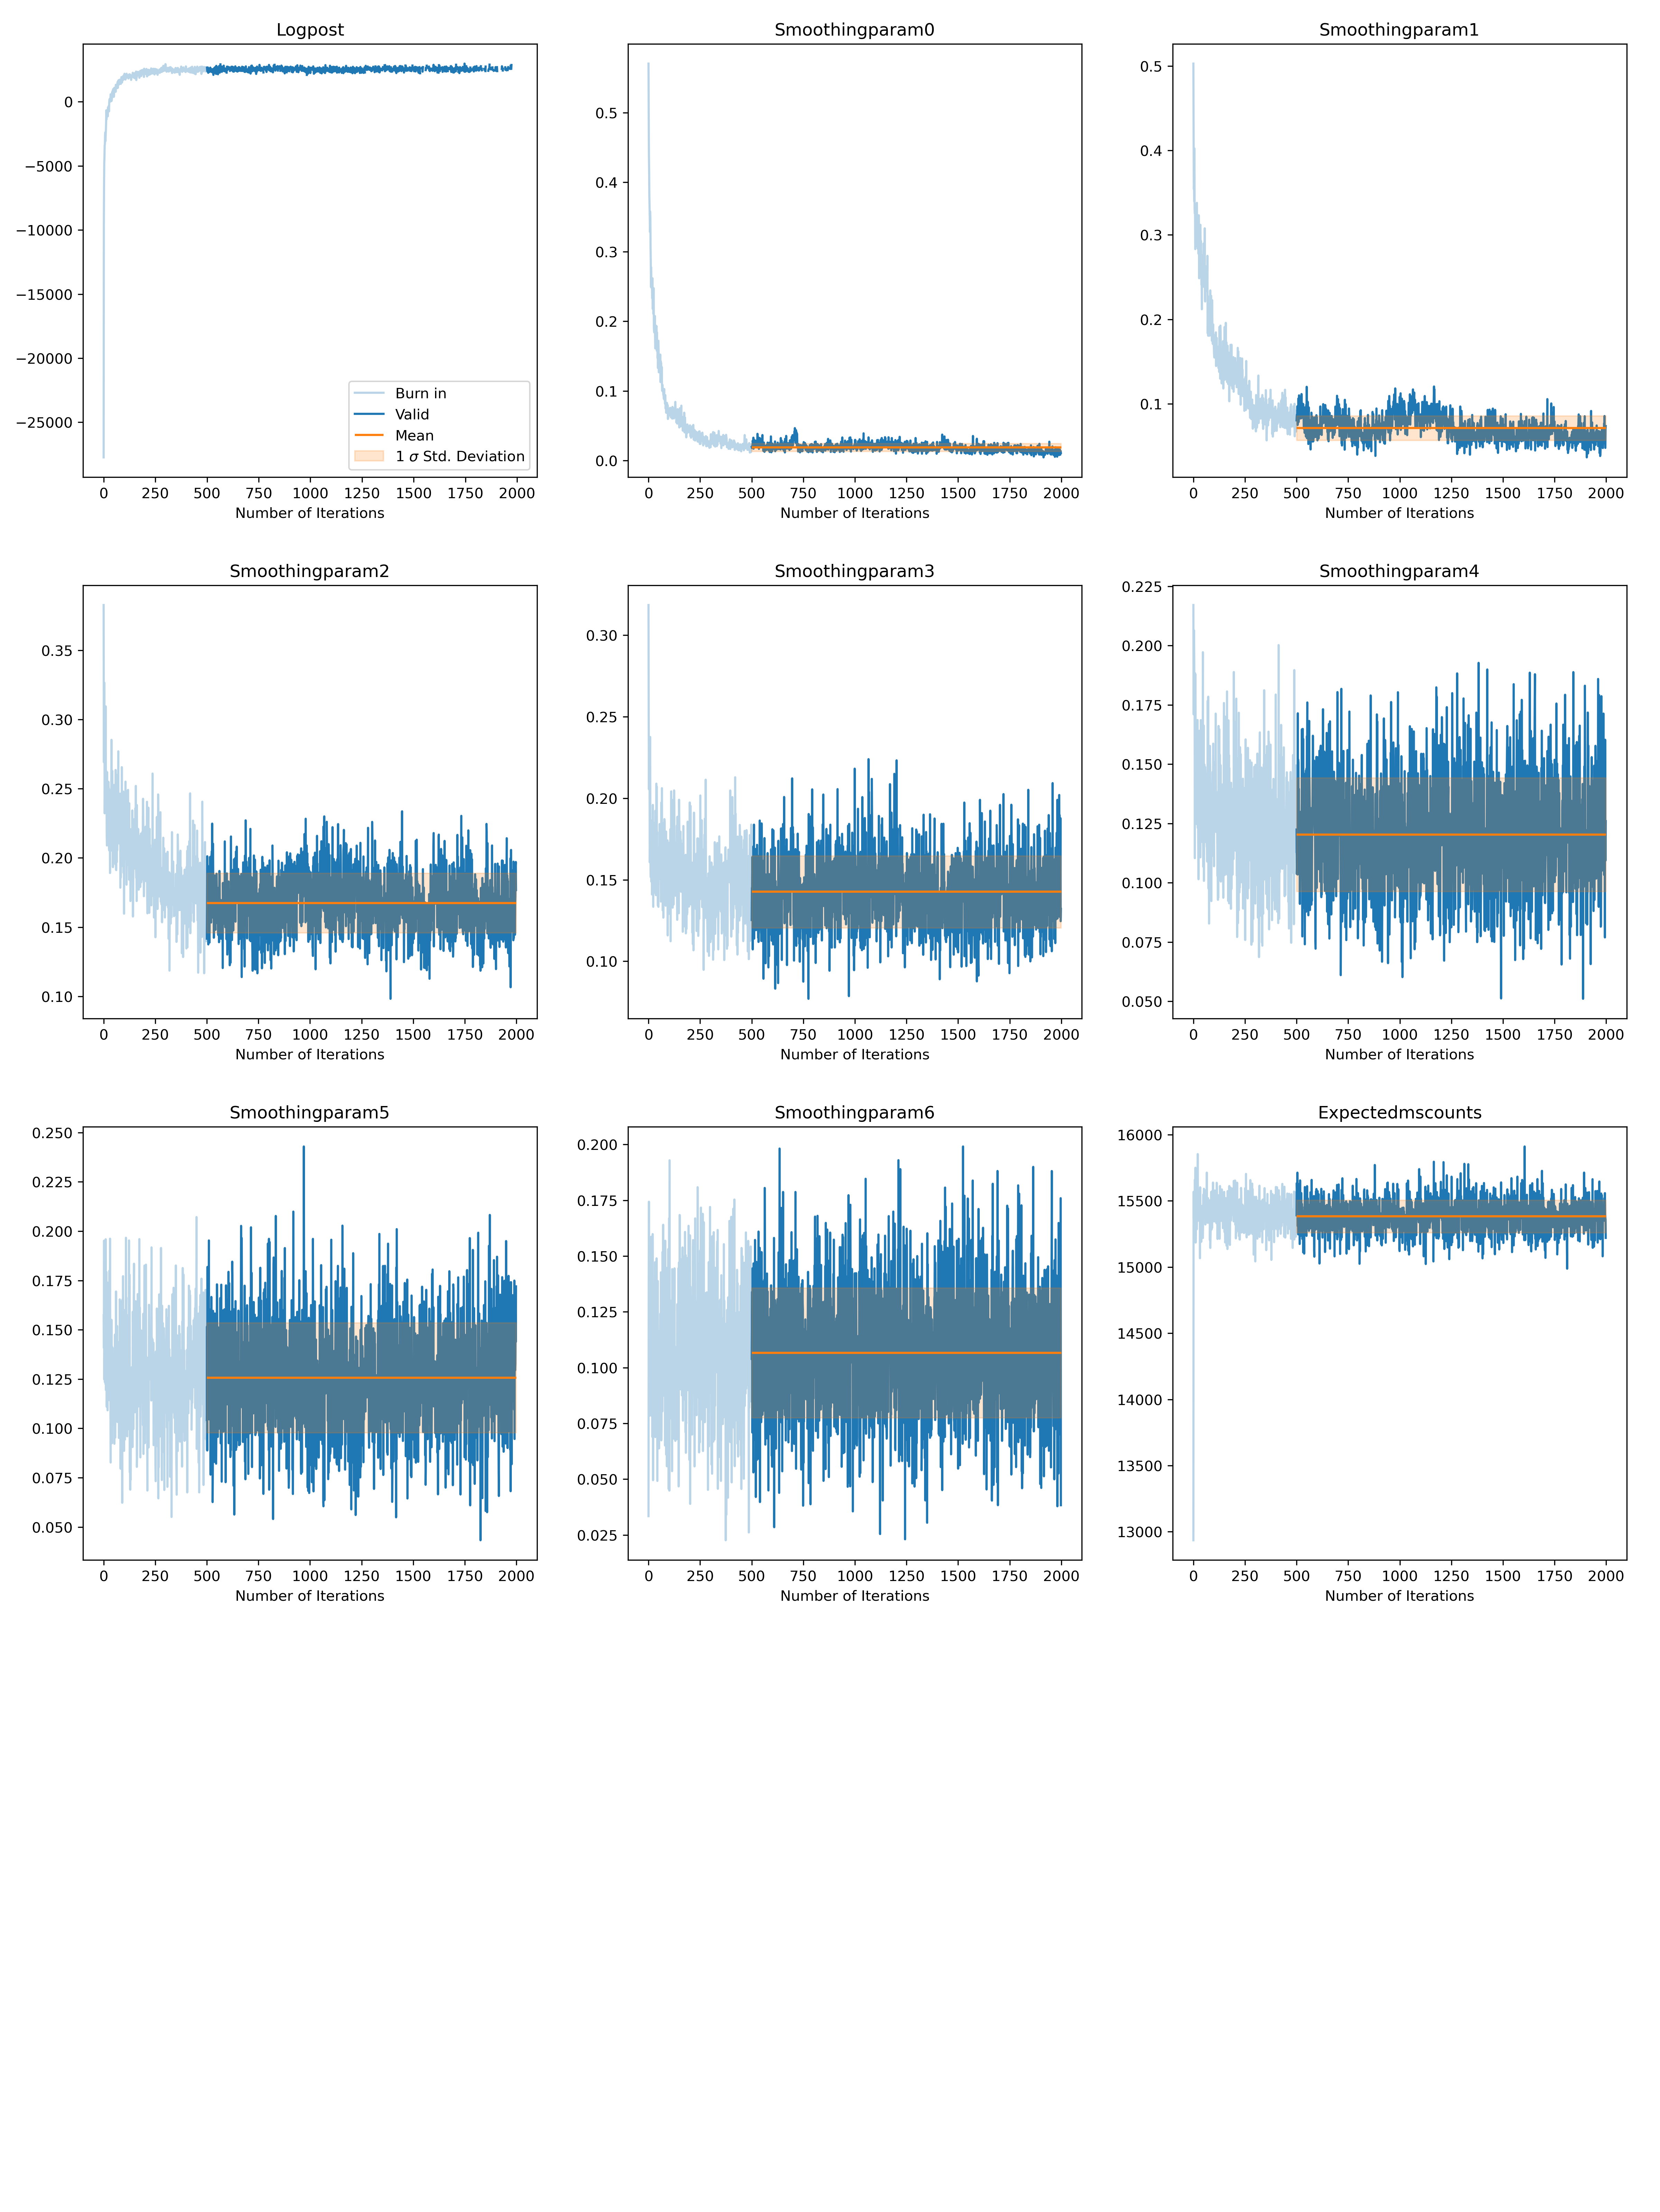 Logpost
0
−5000
−10000
−15000
−20000
−25000
Burn in
Valid
Mean
1 σ Std. Deviation
0 250 500 750 1000 1250 1500 1750 2000
Number of Iterations
Smoothingparam0
0.5
0.4
0.3
0.2
0.1
0.0
0 250 500 750 1000 1250 1500 1750 2000
Number of Iterations
Smoothingparam1
0.5
0.4
0.3
0.2
0.1
0 250 500 750 1000 1250 1500 1750 2000
Number of Iterations
Smoothingparam2
0.35
0.30
0.25
0.20
0.15
0.10
0 250 500 750 1000 1250 1500 1750 2000
Number of Iterations
Smoothingparam3
0.30
0.25
0.20
0.15
0.10
0 250 500 750 1000 1250 1500 1750 2000
Number of Iterations
Smoothingparam4
0.225
0.200
0.175
0.150
0.125
0.100
0.075
0.050
0 250 500 750 1000 1250 1500 1750 2000
Number of Iterations
Smoothingparam5
0.250
0.225
0.200
0.175
0.150
0.125
0.100
0.075
0.050
0 250 500 750 1000 1250 1500 1750 2000
Number of Iterations
Smoothingparam6
0.200
0.175
0.150
0.125
0.100
0.075
0.050
0.025
0 250 500 750 1000 1250 1500 1750 2000
Number of Iterations
Expectedmscounts
16000
15500
15000
14500
14000
13500
13000
0 250 500 750 1000 1250 1500 1750 2000
Number of Iterations